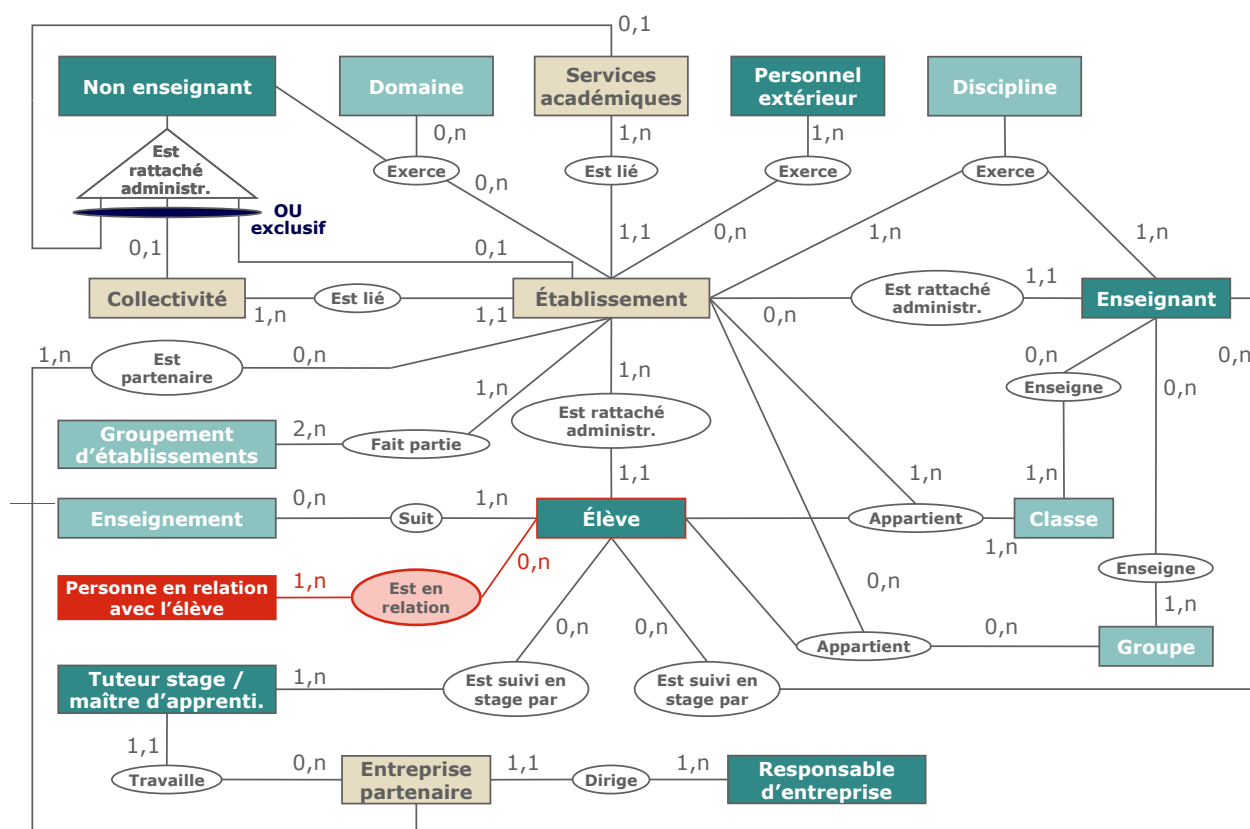 0,1
Non enseignant
Domaine
Services
académiques
Personnel
extérieur
Discipline
0,n
1,n
1,n
Est
rattaché
administr.
Exerce
Est lié
Exerce
Exerce
0,n
OU
exclusif
0,1
0,1
1,1
0,n
1,n
1,n
Collectivité
Est lié
Établissement
Est rattaché
administr.
1,1
Enseignant
1,n
1,1
0,n
1,n
Est
partenaire
0,n
0,n
0,n
1,n
1,n
Enseigne
0,n
Est rattaché
administr.
Groupement
d'établissements
2,n
Fait partie
1,1
1,n
1,n
Enseignement
0,n
Suit
1,n
Élève
Appartient
1,n
Classe
0,n
Personne en relation
avec l'élève
1,n
Est en
relation
0,n
Enseigne
1,n
0,n
0,n
Appartient
0,n
Groupe
Tuteur stage /
maître d'apprenti.
1,n
Est suivi en
stage par
Est suivi en
stage par
1,1
Travaille
0,n
Entreprise
partenaire
1,1
Dirige
1,n
Responsable
d'entreprise